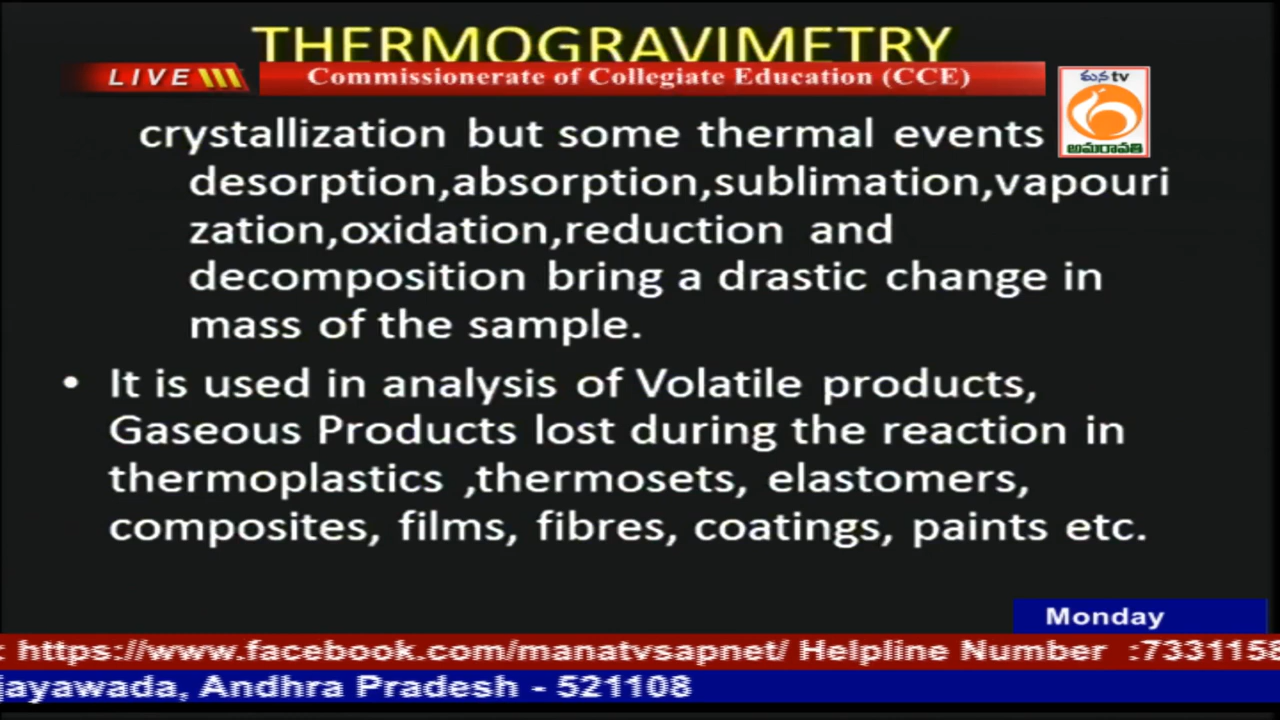 THERMOGRAVIMETRY
LIVE
Commissionerate of Collegiate Education (CCE)
మన tv
అమరావతి
crystallization but some thermal events
desorption,absorption,sublimation,vapouri
zation,oxidation,reduction and
decomposition bring a drastic change in
mass of the sample.
• It is used in analysis of Volatile products,
Gaseous Products lost during the reaction in
thermoplastics ,thermosets, elastomers,
composites, films, fibres, coatings, paints etc.
Monday
: https://www.facebook.com/manatvsapnet/ Helpline Number :7331158
jayawada, Andhra Pradesh - 521108